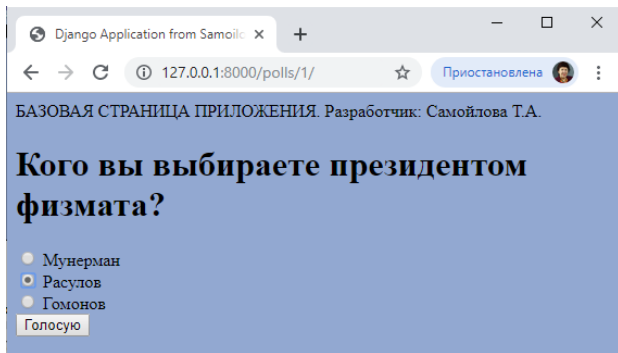 Django Application from Samoilo
127.0.0.1:8000/polls/1/
Приостановлена
БАЗОВАЯ СТРАНИЦА ПРИЛОЖЕНИЯ. Разработчик: Самойлова Т.А.
Кого вы выбираете президентом
физмата?
Мунерман
Расулов
Гомонов
Голосую